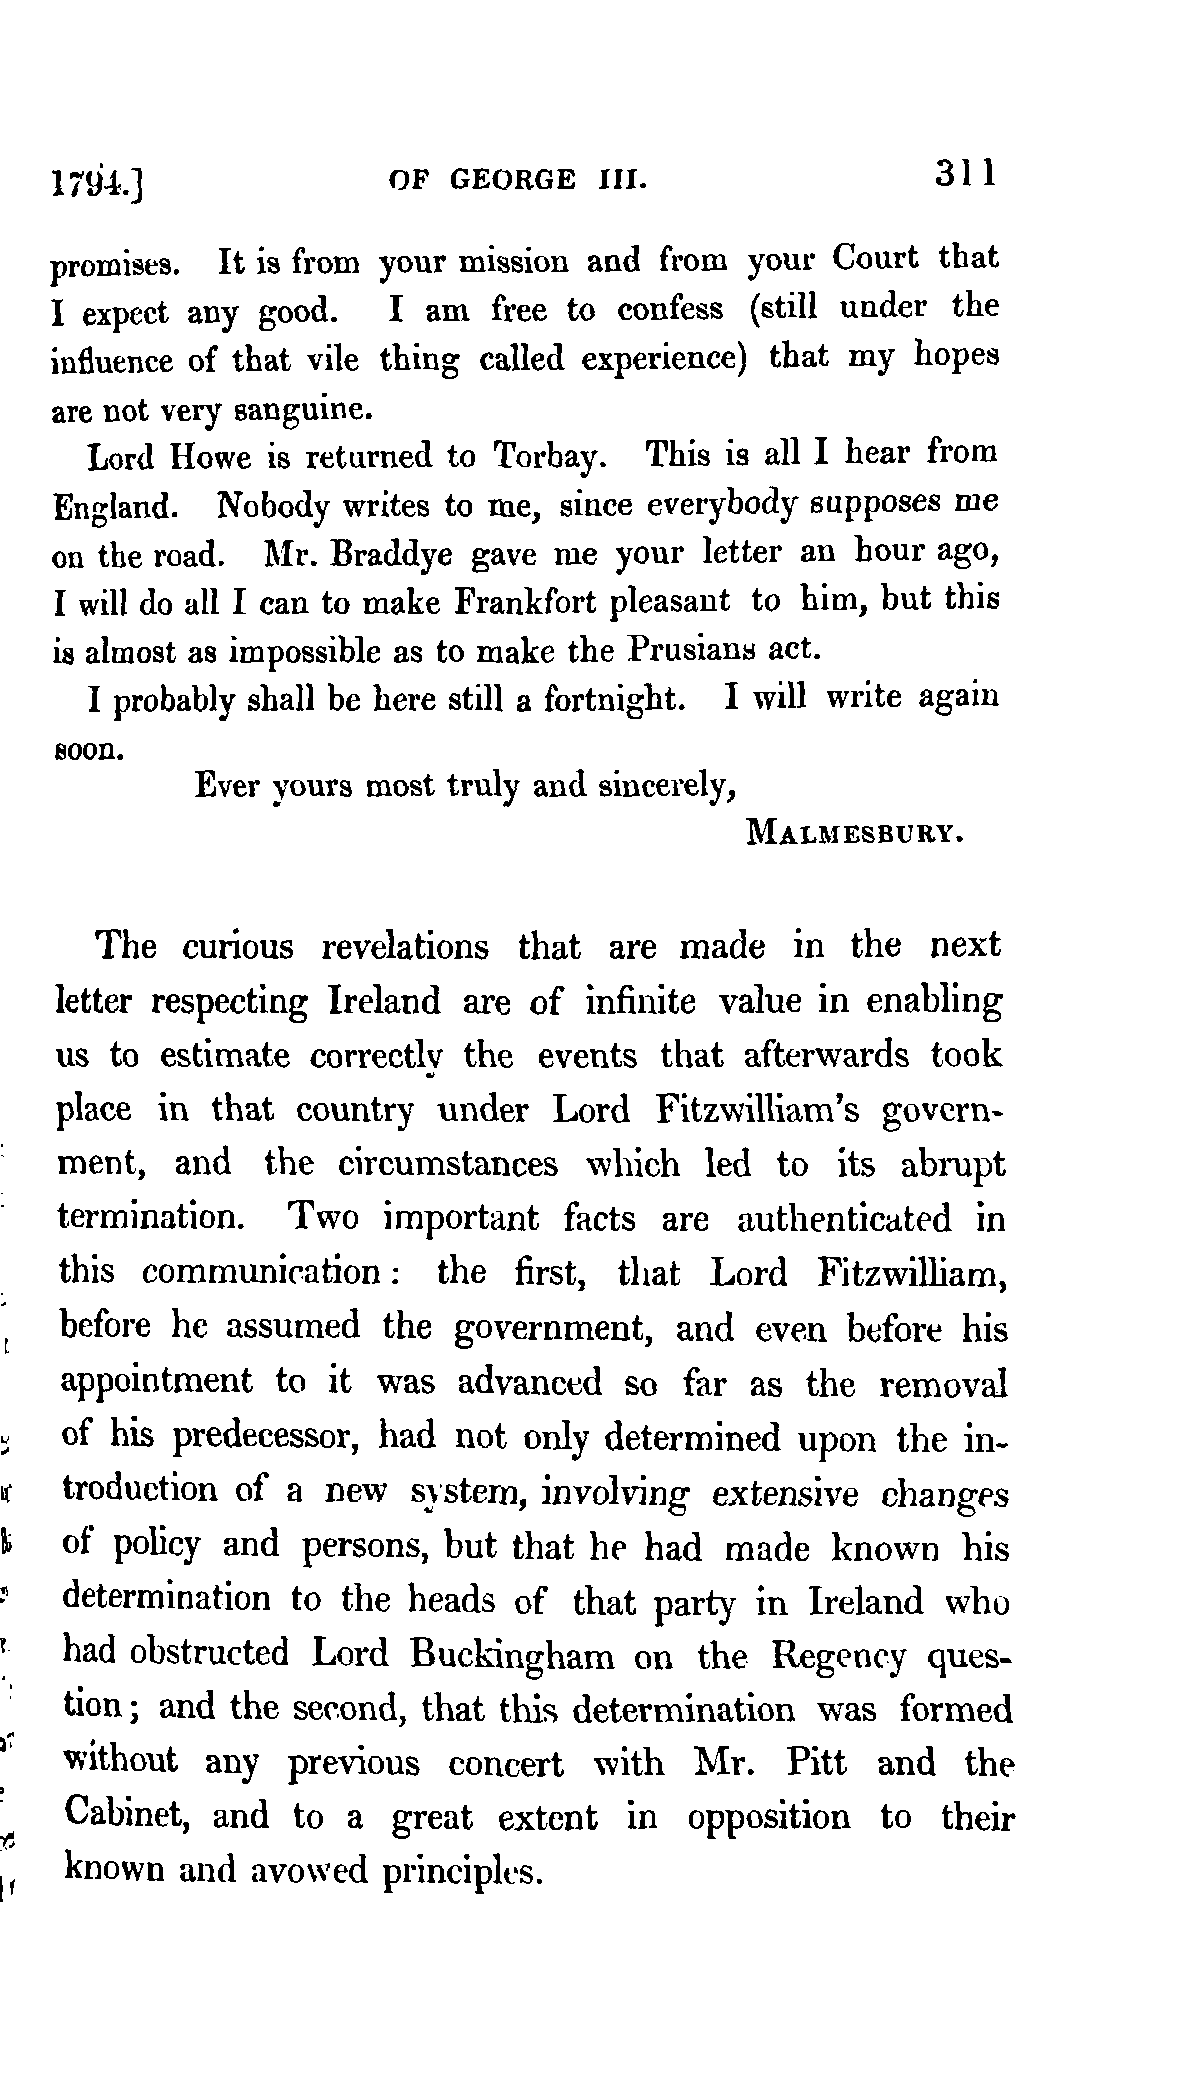 1794.] OF GEORGE III. 311
promises. It is from your mission and from your Court that
I expect any good. I am free to confess (still under the
influence of that vile thing called experience) that my hopes
are not very sanguine.
Lord Howe is returned to Torbay. This is all I hear from
England. Nobody writes to me, since everybody supposes me
on the road. Mr. Braddye gave me your letter an hour ago,
I will do all I can to make Frankfort pleasant to him, but this
is almost as impossible as to make the Prusians act.
I probably shall be here still a fortnight. I will write again
soon.
Ever yours most truly and sincerely,
MALMESBURY.
The curious revelations that are made in the next
letter respecting Ireland are of infinite value in enabling
us to estimate correctly the events that afterwards took
place in that country under Lord Fitzwilliam's govern-
ment, and the circumstances which led to its abrupt
termination. Two important facts are authenticated in
this communication: the first, that Lord Fitzwilliam,
before he assumed the government, and even before his
appointment to it was advanced so far as the removal
of his predecessor, had not only determined upon the in-
troduction of a new system, involving extensive changes
of policy and persons, but that he had made known his
determination to the heads of that party in Ireland who
had obstructed Lord Buckingham on the Regency ques-
tion; and the second, that this determination was formed
without any previous concert with Mr. Pitt and the
Cabinet, and to a great extent in opposition to their
known and avowed principles.